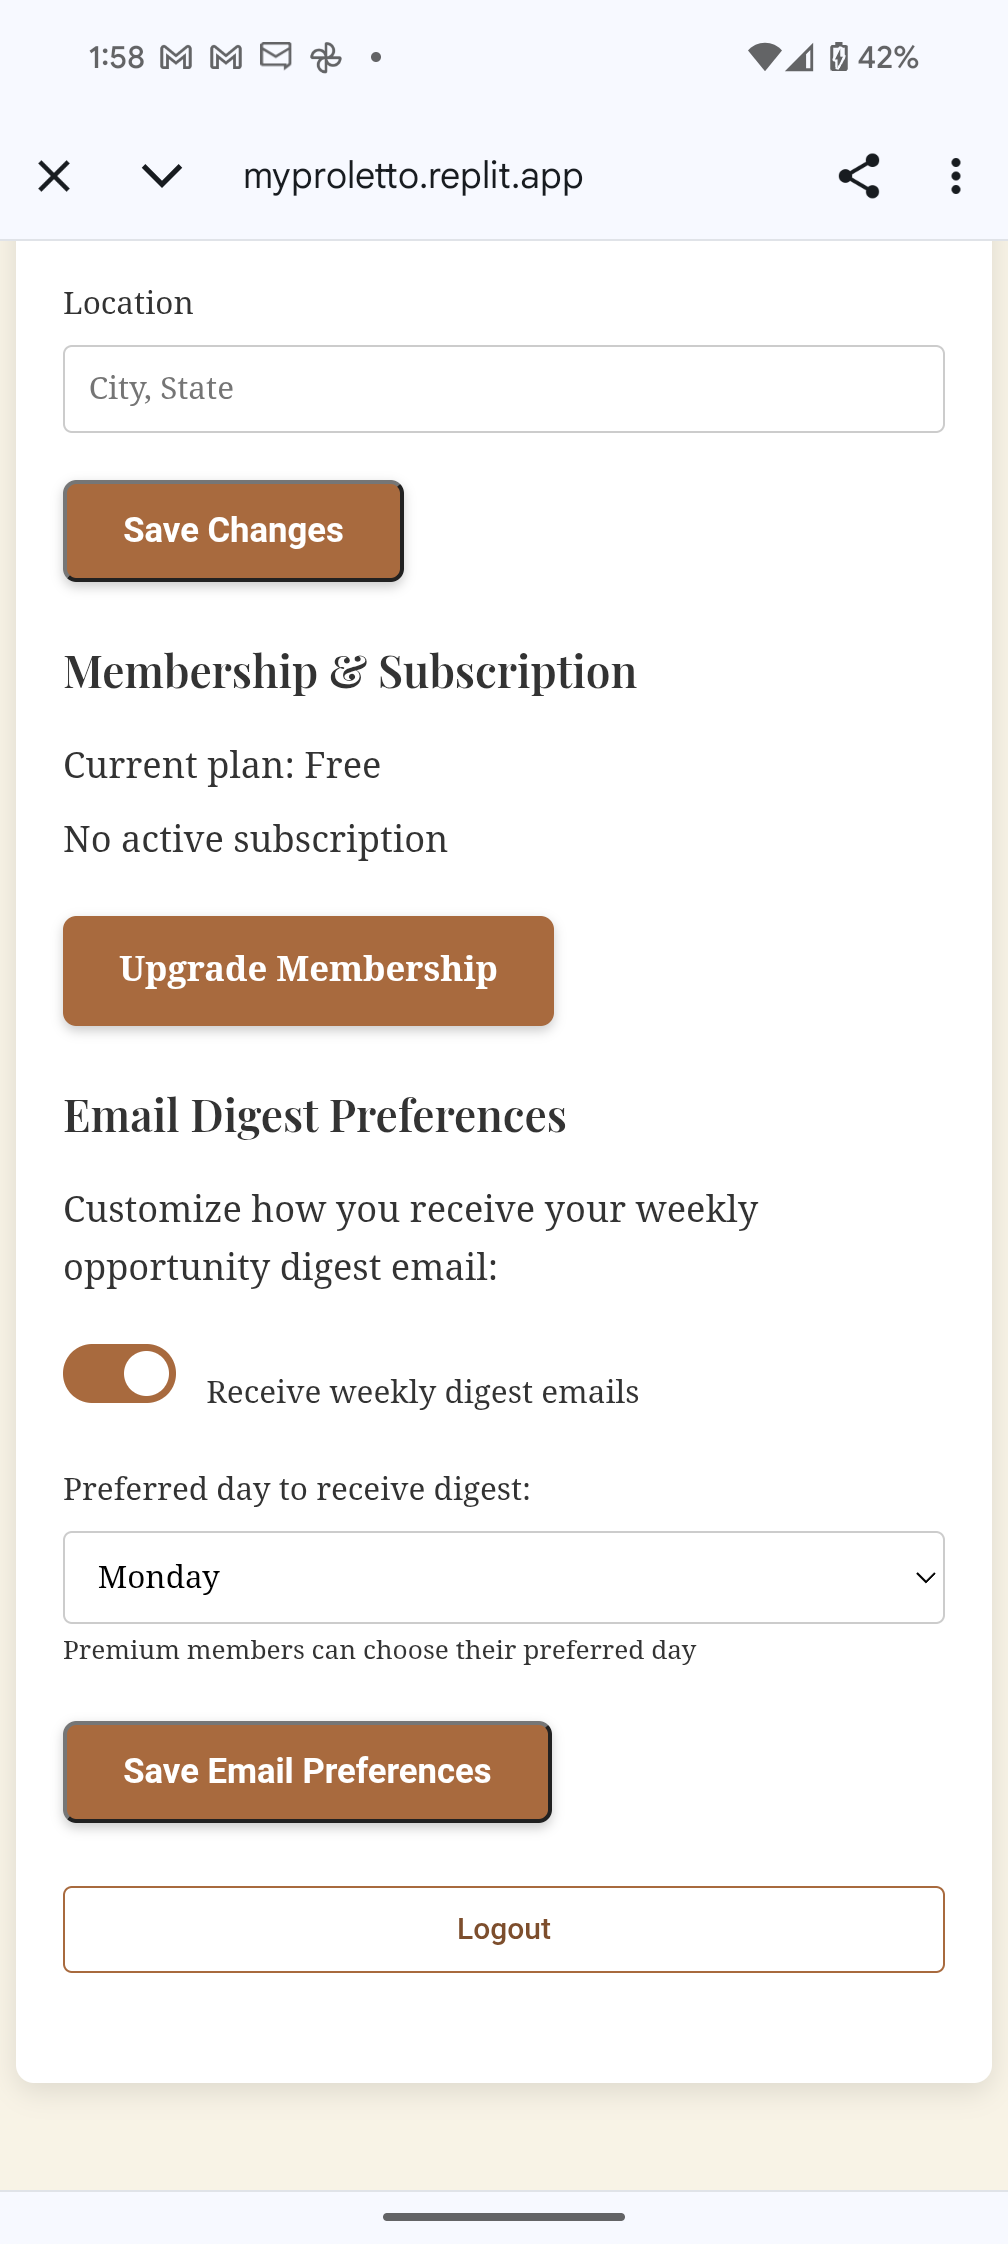 1:58
42%
myproletto.replit.app
Location
City, State
Save Changes
Membership & Subscription
Current plan: Free
No active subscription
Upgrade Membership
Email Digest Preferences
Customize how you receive your weekly
opportunity digest email:
Receive weekly digest emails
Preferred day to receive digest:
Monday
Premium members can choose their preferred day
Save Email Preferences
Logout